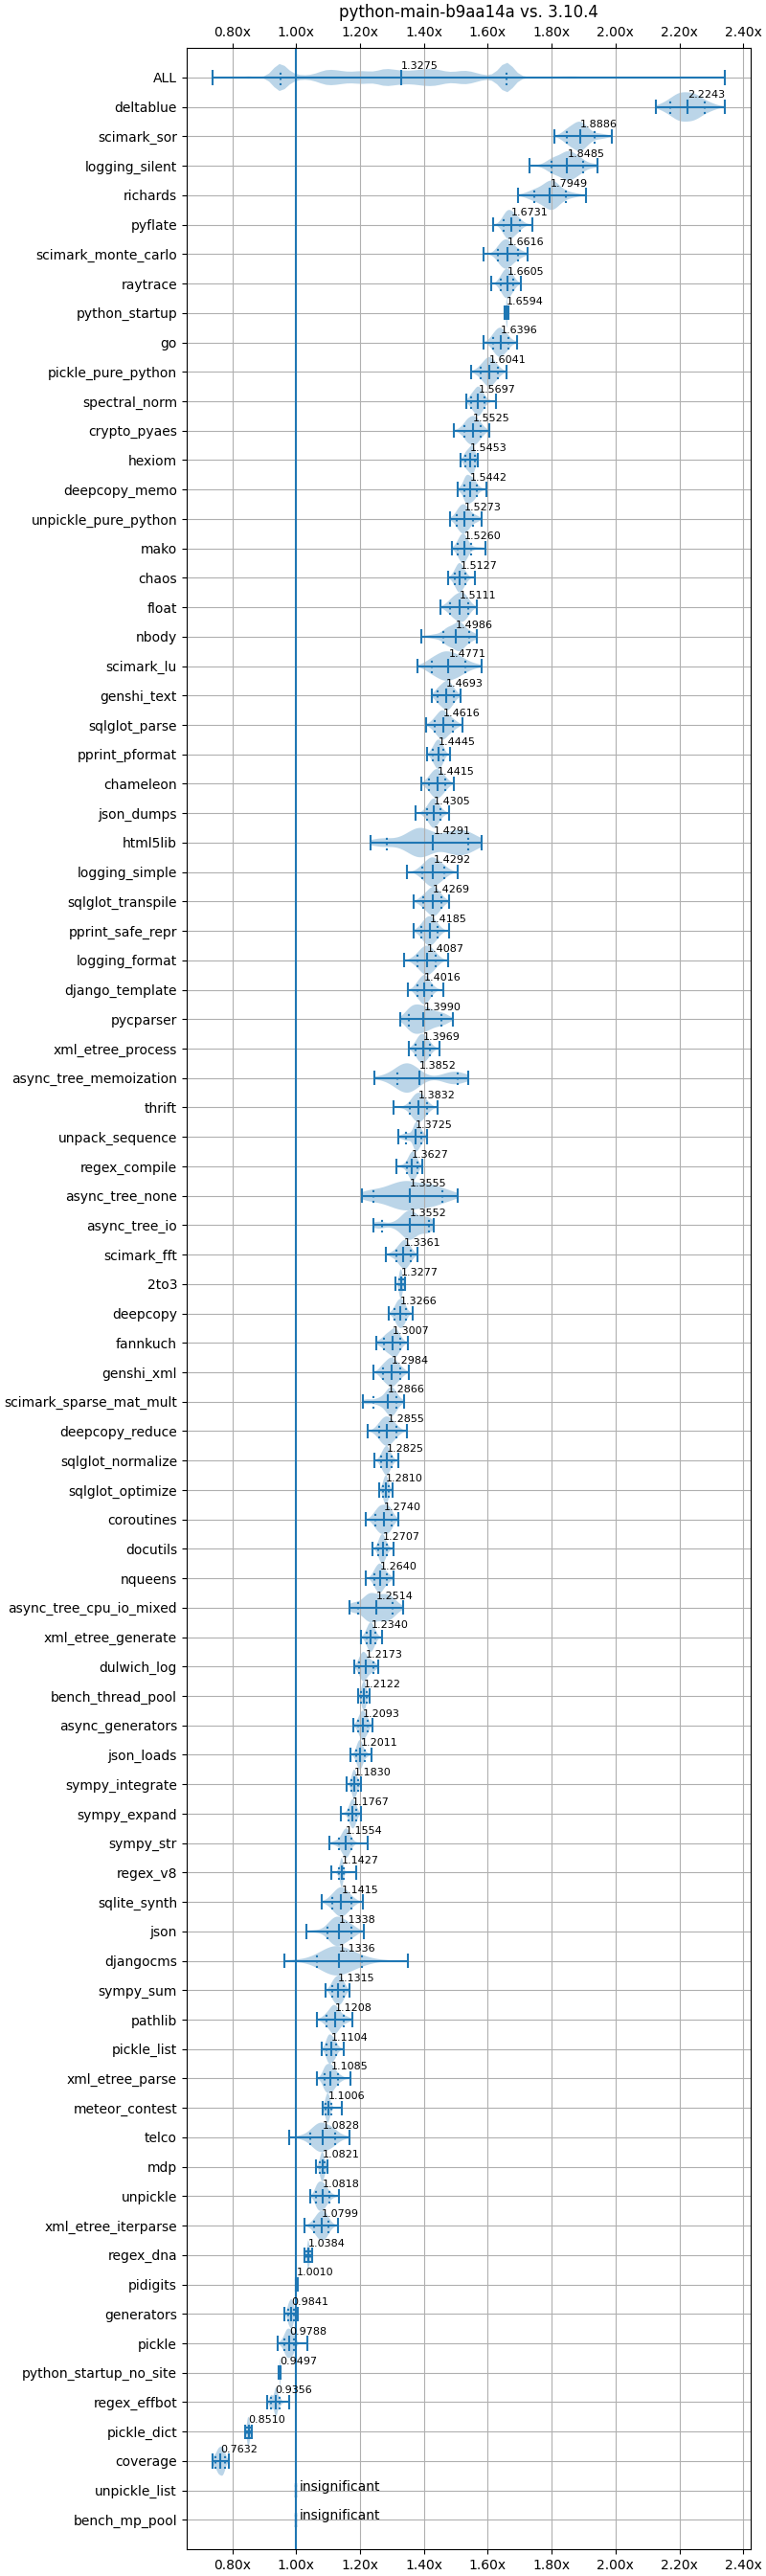 python-main-b9aa14a vs. 3.10.4
0.80x 1.00x 1.20x 1.40x 1.60x 1.80x 2.00x 2.20x 2.40x
ALL 1.3275
deltablue 2.2243
scimark_sor 1.8886
logging_silent 1.8485
richards 1.7949
pyflate 1.6731
scimark_monte_carlo 1.6616
raytrace 1.6605
python_startup 1.6594
go 1.6396
pickle_pure_python 1.6041
spectral_norm 1.5697
crypto_pyaes 1.5525
hexiom 1.5453
deepcopy_memo 1.5442
unpickle_pure_python 1.5273
mako 1.5260
chaos 1.5127
float 1.5111
nbody 1.4986
scimark_lu 1.4771
genshi_text 1.4693
sqlglot_parse 1.4616
pprint_pformat 1.4445
chameleon 1.4415
json_dumps 1.4305
html5lib 1.4291
logging_simple 1.4292
sqlglot_transpile 1.4269
pprint_safe_repr 1.4185
logging_format 1.4087
django_template 1.4016
pycparser 1.3990
xml_etree_process 1.3969
async_tree_memoization 1.3852
thrift 1.3832
unpack_sequence 1.3725
regex_compile 1.3627
async_tree_none 1.3555
async_tree_io 1.3552
scimark_fft 1.3361
2to3 1.3277
deepcopy 1.3266
fannkuch 1.3007
genshi_xml 1.2984
scimark_sparse_mat_mult 1.2866
deepcopy_reduce 1.2855
sqlglot_normalize 1.2825
sqlglot_optimize 1.2810
coroutines 1.2740
docutils 1.2707
nqueens 1.2640
async_tree_cpu_io_mixed 1.2514
xml_etree_generate 1.2340
dulwich_log 1.2173
bench_thread_pool 1.2122
async_generators 1.2093
json_loads 1.2011
sympy_integrate 1.1830
sympy_expand 1.1767
sympy_str 1.1554
regex_v8 1.1427
sqlite_synth 1.1415
json 1.1338
djangocms 1.1336
sympy_sum 1.1315
pathlib 1.1208
pickle_list 1.1104
xml_etree_parse 1.1085
meteor_contest 1.1006
telco 1.0828
mdp 1.0821
unpickle 1.0818
xml_etree_iterparse 1.0799
regex_dna 1.0384
pidigits 1.0010
generators 0.9841
pickle 0.9788
python_startup_no_site 0.9497
regex_effbot 0.9356
pickle_dict 0.8510
coverage 0.7632
unpickle_list insignificant
bench_mp_pool insignificant
0.80x 1.00x 1.20x 1.40x 1.60x 1.80x 2.00x 2.20x 2.40x